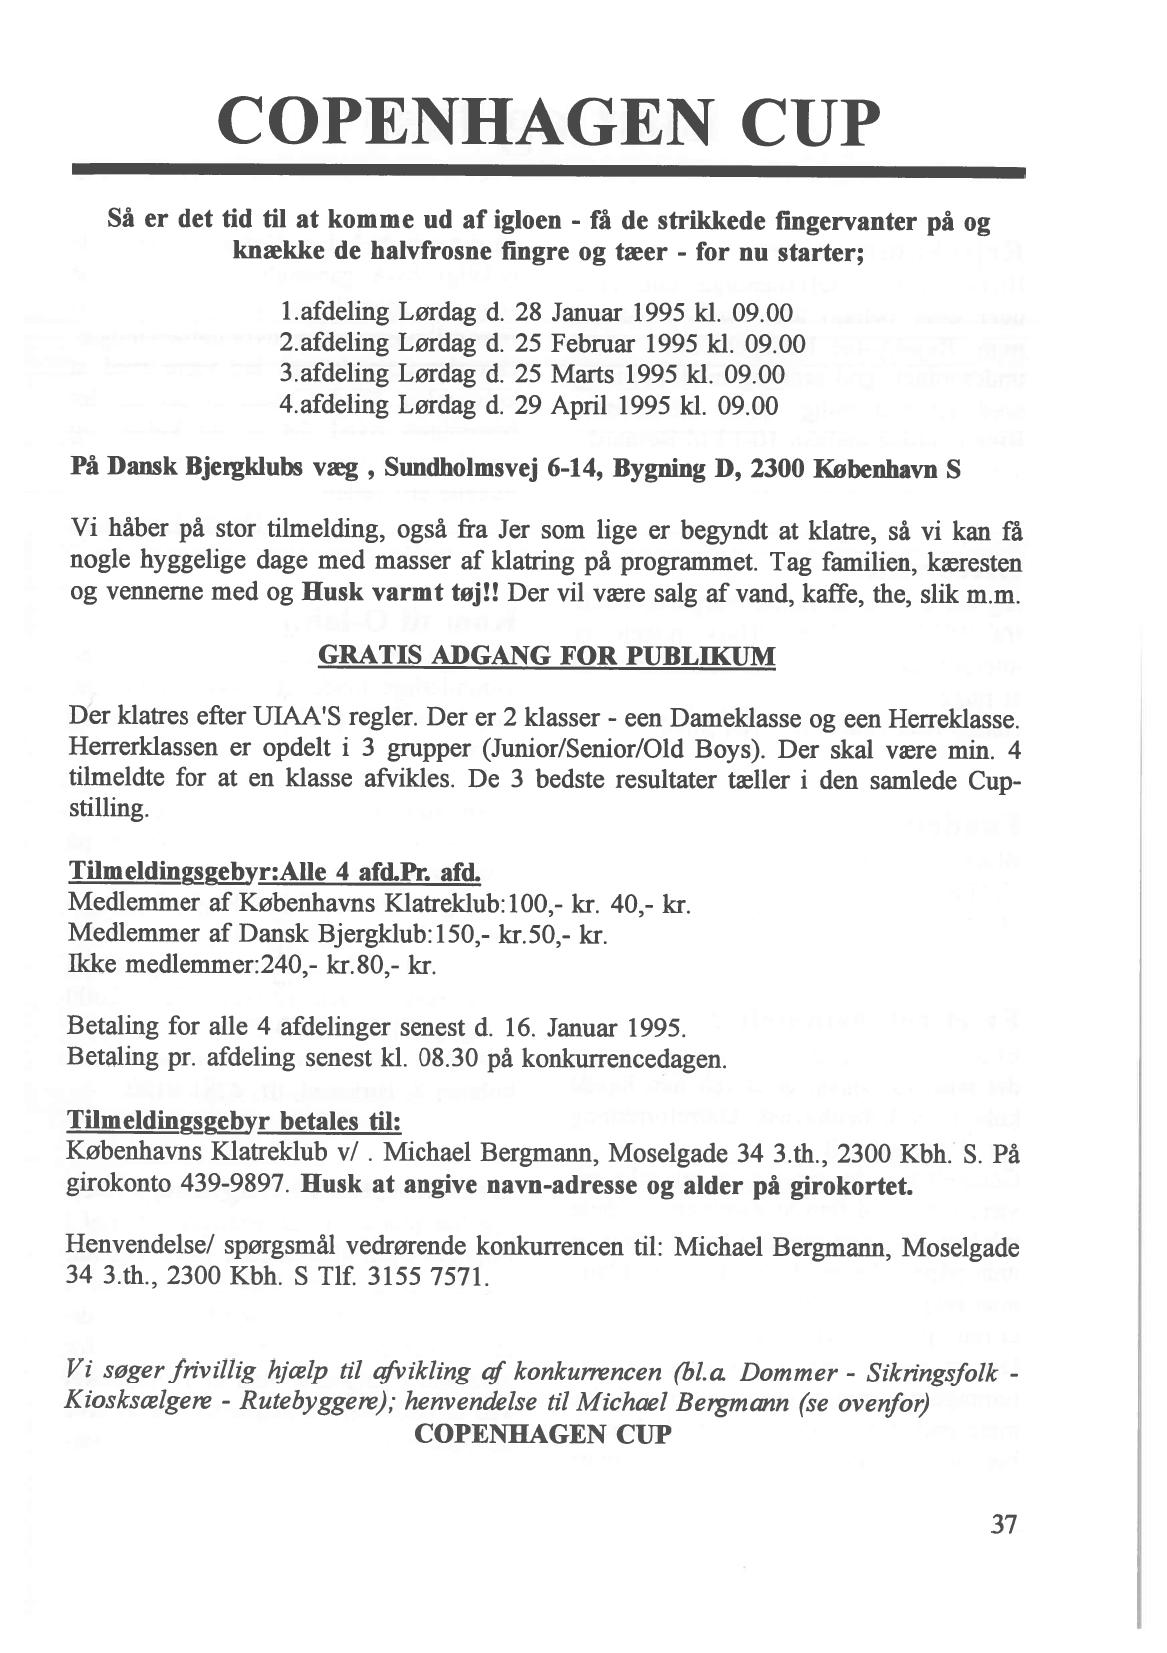 COPENHAGEN CUP
Så er det tid til at komme ud af igloen - få de strikkede fingervanter på og
knække de halvfrosne fingre og tæer - for nu starter;
1.afdeling Lørdag d. 28 Januar 1995 kl. 09.00
2.afdeling Lørdag d. 25 Februar 1995 kl. 09.00
3.afdeling Lørdag d. 25 Marts 1995 kl. 09.00
4.afdeling Lørdag d. 29 April 1995 kl. 09.00
På Dansk Bjergklubs væg , Sundholmsvej 6-14, Bygning D, 2300 København S
Vi håber på stor tilmelding, også fra Jer som lige er begyndt at klatre, så vi kan få
nogle hyggelige dage med masser af klatring på programmet. Tag familien, kæresten
og vennerne med og Husk varmt tøj!! Der vil være salg af vand, kaffe, the, slik m.m.
GRATIS ADGANG FOR PUBLIKUM
Der klatres efter UIAA'S regler. Der er 2 klasser - een Dameklasse og een Herreklasse.
Herrerklassen er opdelt i 3 grupper (Junior/Senior/Old Boys). Der skal være min. 4
tilmeldte for at en klasse afvikles. De 3 bedste resultater tæller i den samlede Cup-
stilling.
Tilmeldingsgebyr:Alle 4 afd.Pr. afd.
Medlemmer af Københavns Klatreklub:100,- kr. 40,- kr.
Medlemmer af Dansk Bjergklub:150,- kr.50,- kr.
Ikke medlemmer:240,- kr.80,- kr.
Betaling for alle 4 afdelinger senest d. 16. Januar 1995.
Betaling pr. afdeling senest kl. 08.30 på konkurrencedagen.
Tilmeldingsgebyr betales til:
Københavns Klatreklub v/ . Michael Bergmann, Moselgade 34 3.th., 2300 Kbh. S. På
girokonto 439-9897. Husk at angive navn-adresse og alder på girokortet.
Henvendelse/ spørgsmål vedrørende konkurrencen til: Michael Bergmann, Moselgade
34 3.th., 2300 Kbh. S Tlf. 3155 7571.
Vi søger frivillig hjælp til afvikling af konkurrencen (bl.a. Dommer - Sikringsfolk -
Kiosksælgere - Rutebyggere); henvendelse til Michael Bergmann (se ovenfor)
COPENHAGEN CUP
37